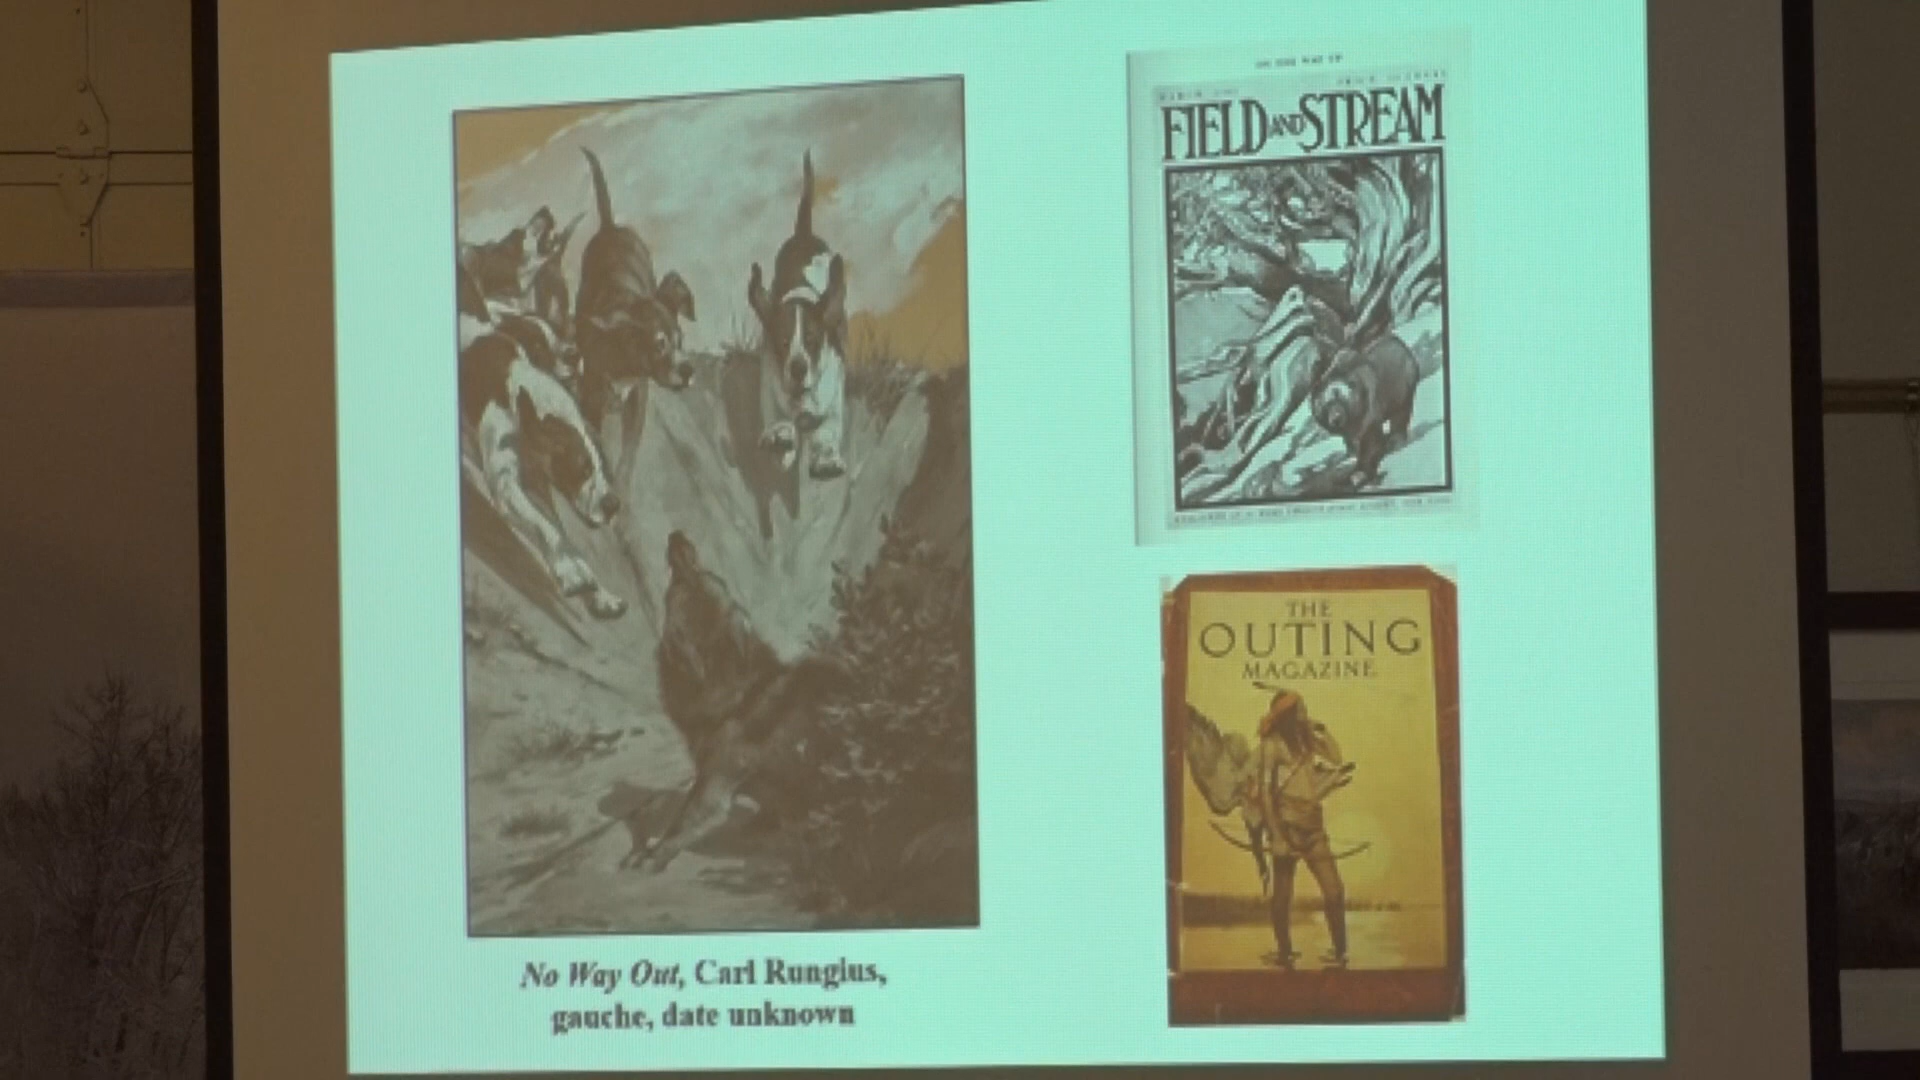 No Way Out, Carl Rungius,
gauche, date unknown
FIELD AND STREAM
THE
OUTING
MAGAZINE